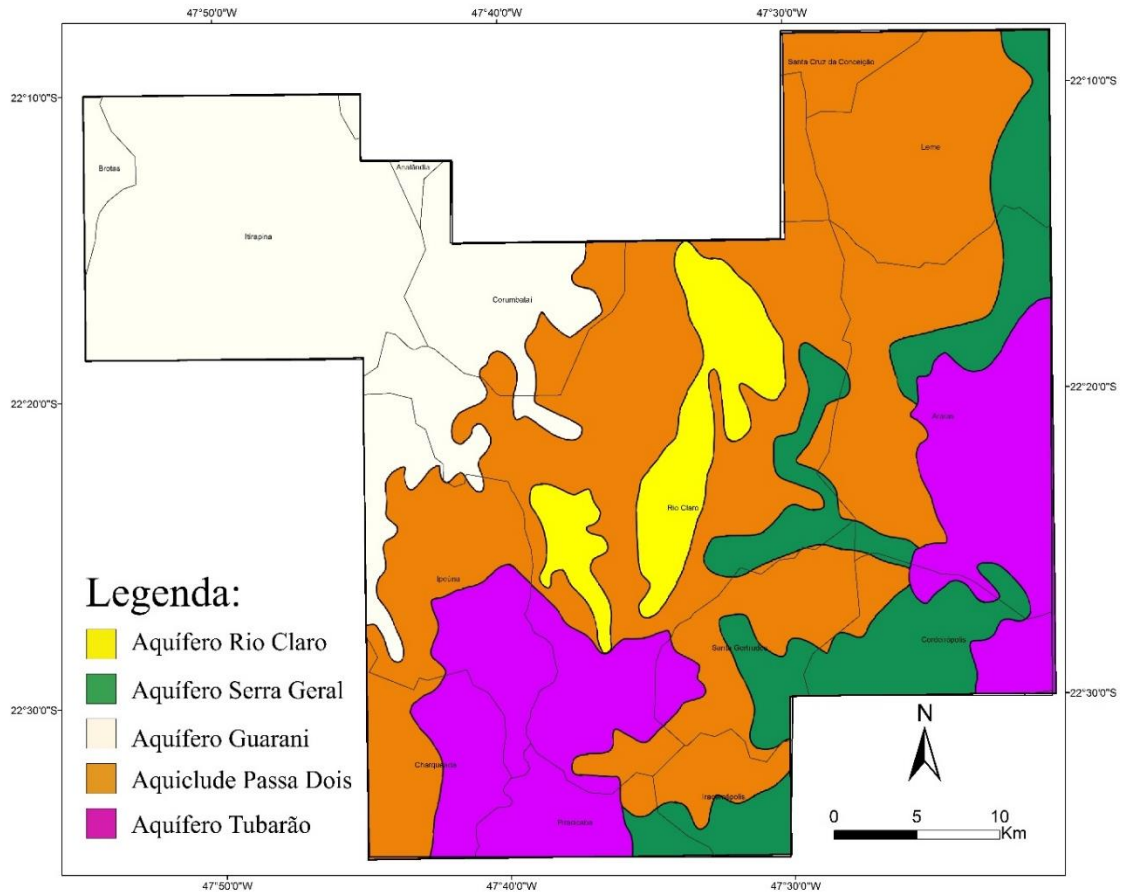 47°50'0"W 47°40'0"W 47°30'0"W
Santa Cruz da Conceição
22°10'0"S 22°10'0"S
Leme
Brotas Analândia
Itirapina
Corumbataí
22°20'0"S 22°20'0"S
Araras
Rio Claro
Ipeúna
Legenda:
Aquífero Rio Claro
Cordeirópolis
Santa Gertrudes
Aquífero Serra Geral
22°30'0"S 22°30'0"S
N
Aquífero Guarani
Charqueada
Aquiclude Passa Dois
Iracemápolis
Piracicaba
Aquífero Tubarão
0 5 10
Km
47°50'0"W 47°40'0"W 47°30'0"W